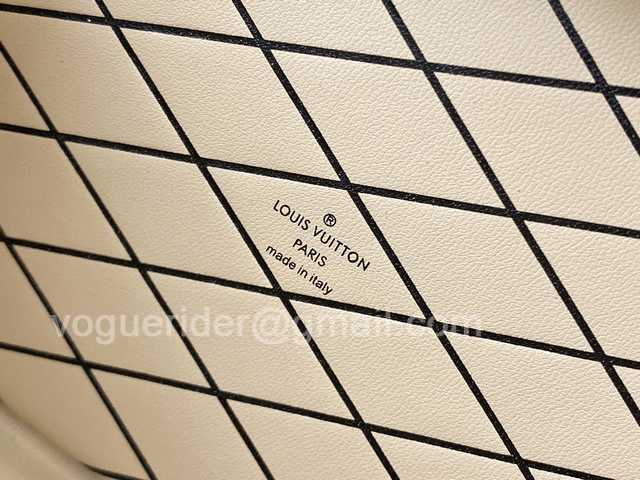 ®
LOUIS VUITTON
PARIS
made in italy
voguerider@gmail.com